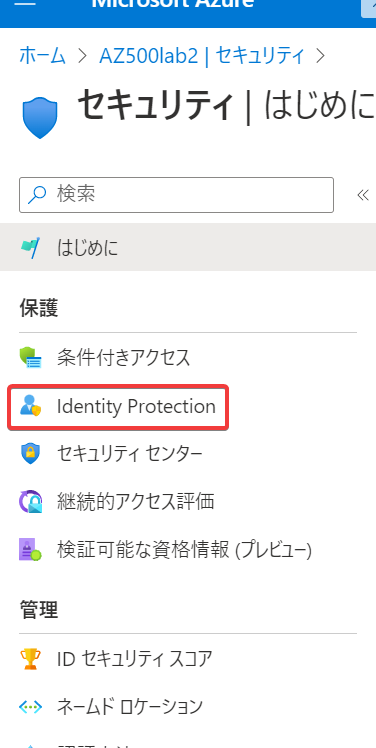 Microsoft Azure
ホーム > AZ500lab2 | セキュリティ >
セキュリティ | はじめに
検索 «
はじめに
保護
条件付きアクセス
Identity Protection
セキュリティ センター
継続的アクセス評価
検証可能な資格情報 (プレビュー)
管理
ID セキュリティ スコア
ネームド ロケーション